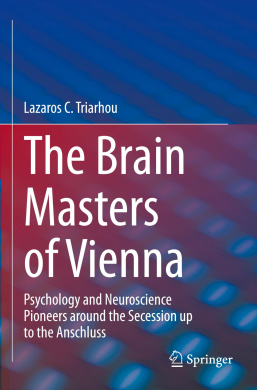 Lazaros C. Triarhou
The Brain
Masters
of Vienna
Psychology and Neuroscience
Pioneers around the Secession up
to the Anschluss
Springer